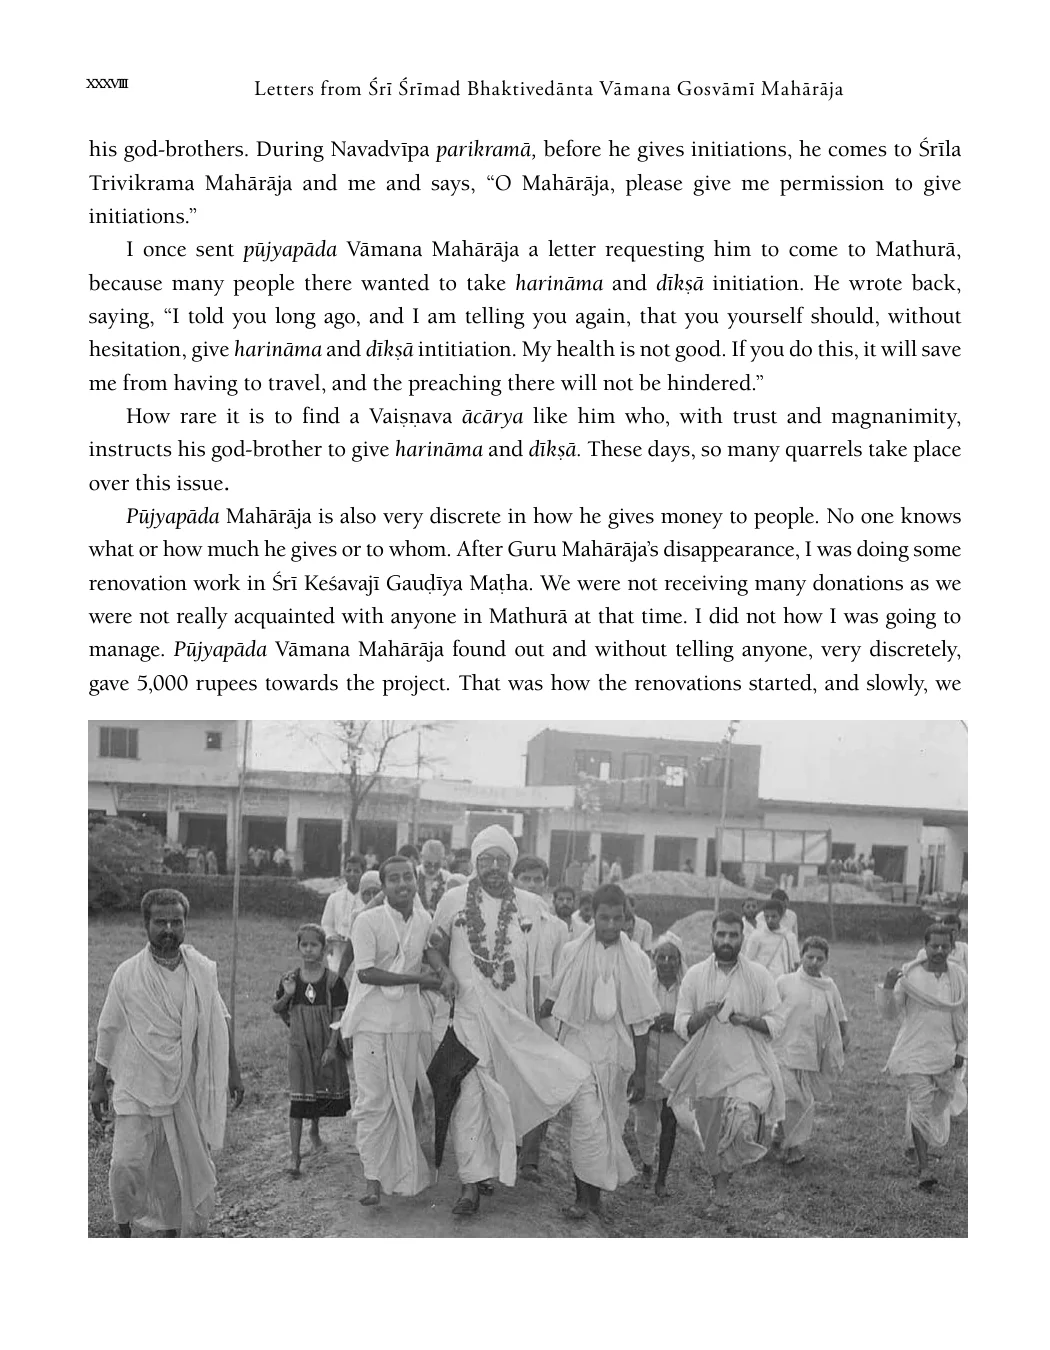 XXXVIII
Letters from Śrī Śrīmad Bhaktivedānta Vāmana Gosvāmī Mahārāja
his god-brothers. During Navadvīpa parikramā, before he gives initiations, he comes to Śrīla
Trivikrama Mahārāja and me and says, “O Mahārāja, please give me permission to give
initiations.”
I once sent pūjyapāda Vāmana Mahārāja a letter requesting him to come to Mathurā,
because many people there wanted to take harināma and dīkṣā initiation. He wrote back,
saying, “I told you long ago, and I am telling you again, that you yourself should, without
hesitation, give harināma and dīkṣā intitiation. My health is not good. If you do this, it will save
me from having to travel, and the preaching there will not be hindered.”
How rare it is to find a Vaiṣṇava ācārya like him who, with trust and magnanimity,
instructs his god-brother to give harināma and dīkṣā. These days, so many quarrels take place
over this issue.
Pūjyapāda Mahārāja is also very discrete in how he gives money to people. No one knows
what or how much he gives or to whom. After Guru Mahārāja’s disappearance, I was doing some
renovation work in Śrī Keśavajī Gauḍīya Maṭha. We were not receiving many donations as we
were not really acquainted with anyone in Mathurā at that time. I did not how I was going to
manage. Pūjyapāda Vāmana Mahārāja found out and without telling anyone, very discretely,
gave 5,000 rupees towards the project. That was how the renovations started, and slowly, we